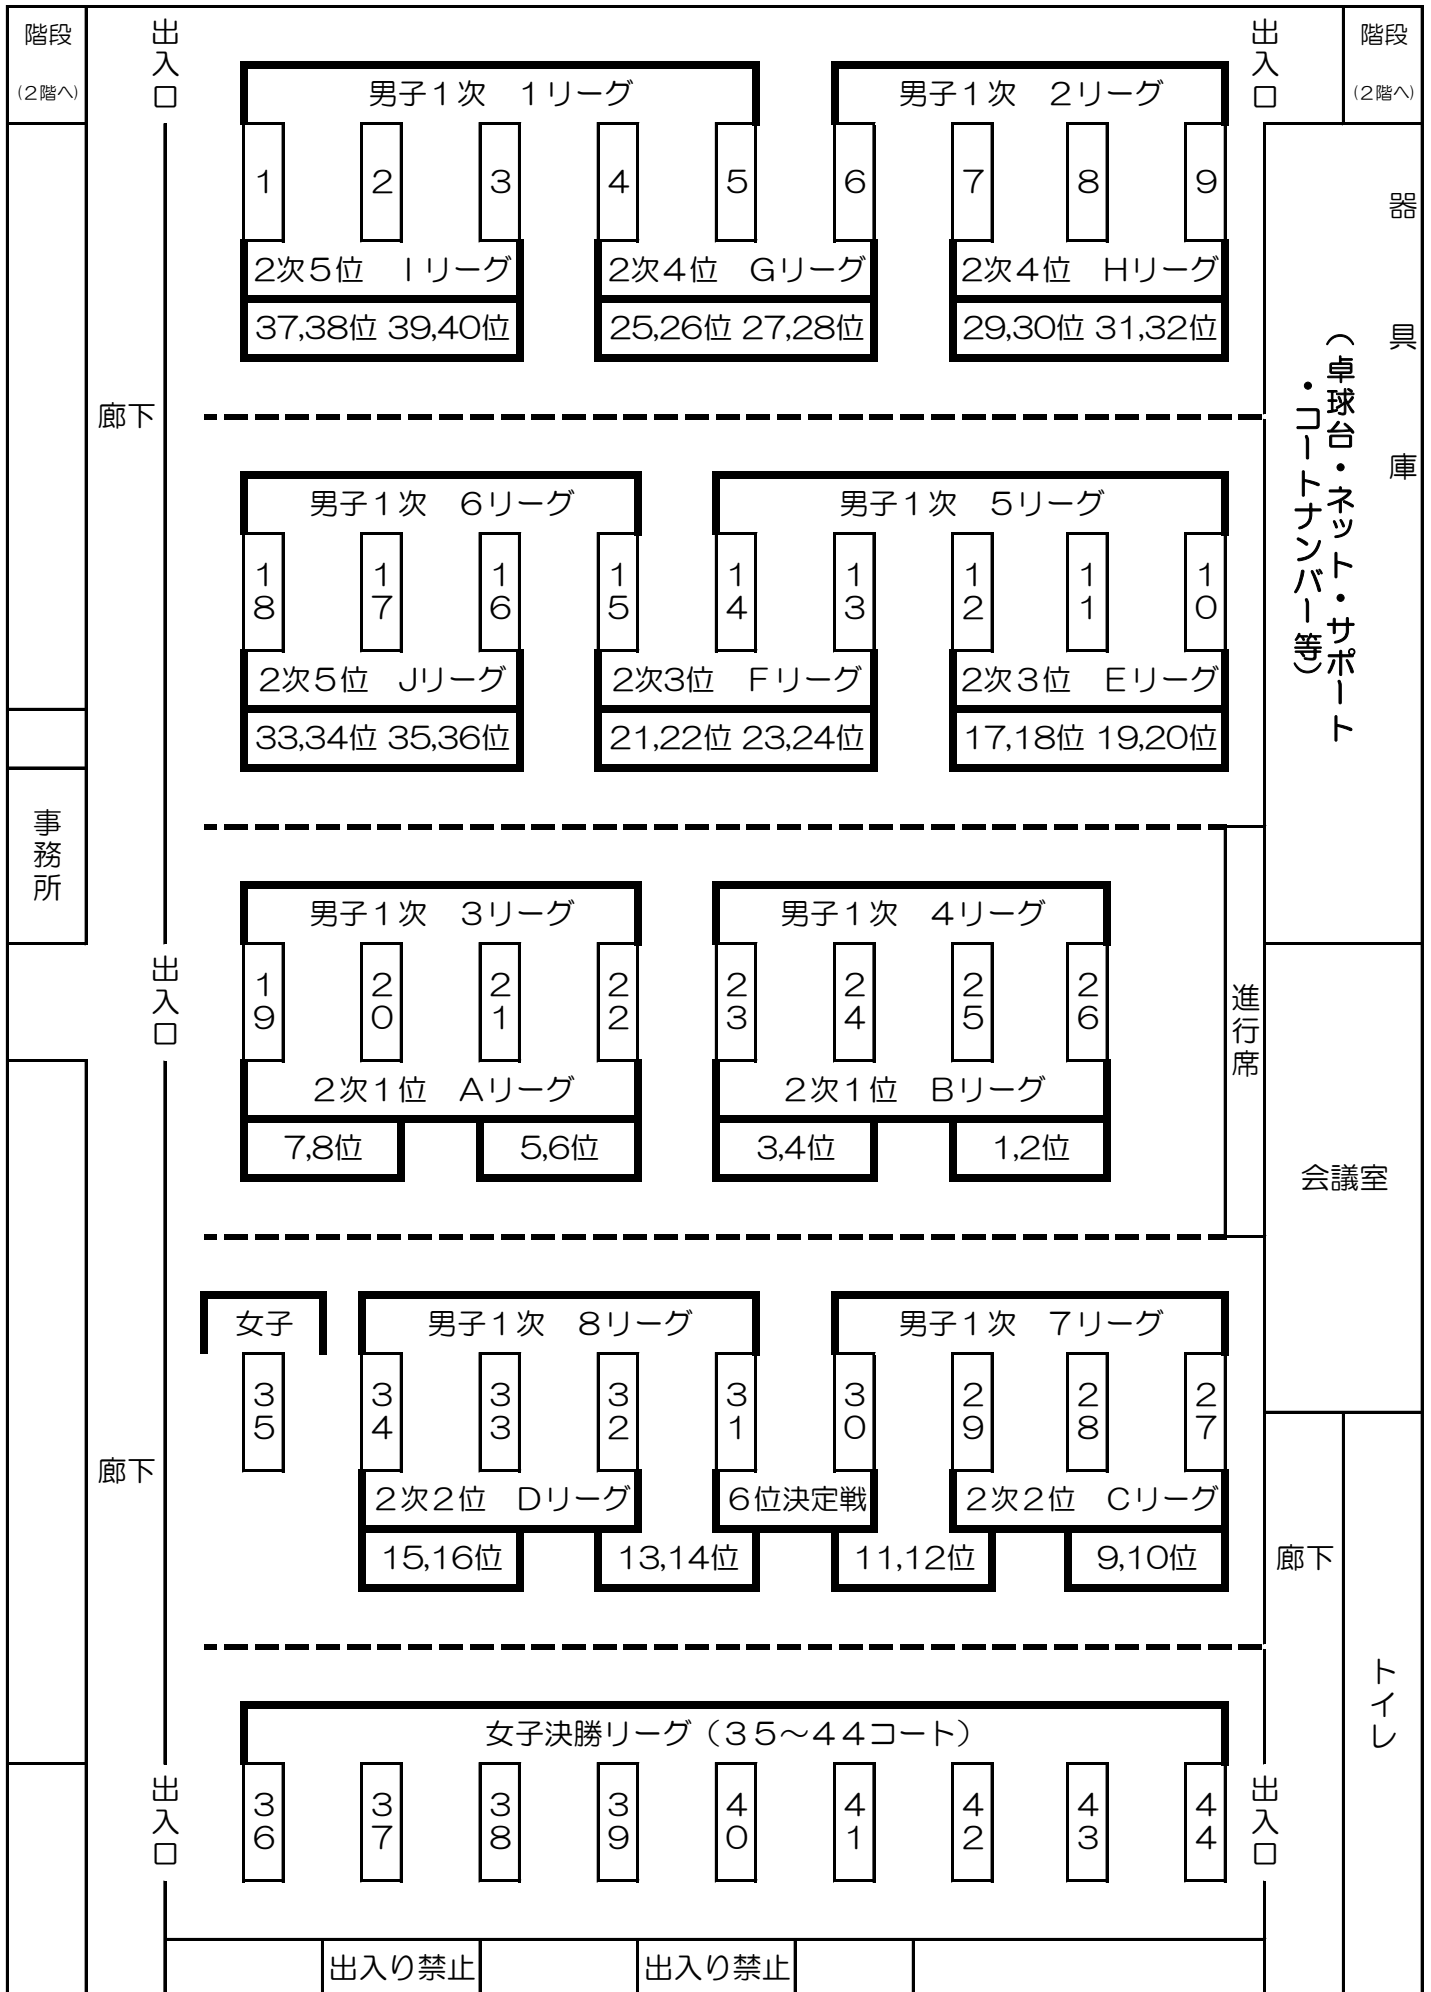 階段
(２階へ)
出入口
出入口
階段
(２階へ)
男子１次　１リーグ
男子１次　２リーグ
1
2
3
4
5
6
7
8
9
２次５位　Ｉリーグ
２次４位　Ｇリーグ
２次４位　Ｈリーグ
37,38位 39,40位
25,26位 27,28位
29,30位 31,32位
器具庫
（卓球台・ネット・サポート
・コートナンバー等）
廊下
男子１次　６リーグ
男子１次　５リーグ
18
17
16
15
14
13
12
11
10
２次５位　Ｊリーグ
２次３位　Ｆリーグ
２次３位　Ｅリーグ
33,34位 35,36位
21,22位 23,24位
17,18位 19,20位
事務所
男子１次　３リーグ
男子１次　４リーグ
出入口
19
20
21
22
23
24
25
26
進行席
２次１位　Ａリーグ
２次１位　Ｂリーグ
7,8位
5,6位
3,4位
1,2位
会議室
女子
男子１次　８リーグ
男子１次　７リーグ
35
34
33
32
31
30
29
28
27
廊下
２次２位　Ｄリーグ
６位決定戦
２次２位　Ｃリーグ
15,16位
13,14位
11,12位
9,10位
廊下
トイレ
女子決勝リーグ（３５～４４コート）
出入口
36
37
38
39
40
41
42
43
44
出入口
出入り禁止
出入り禁止